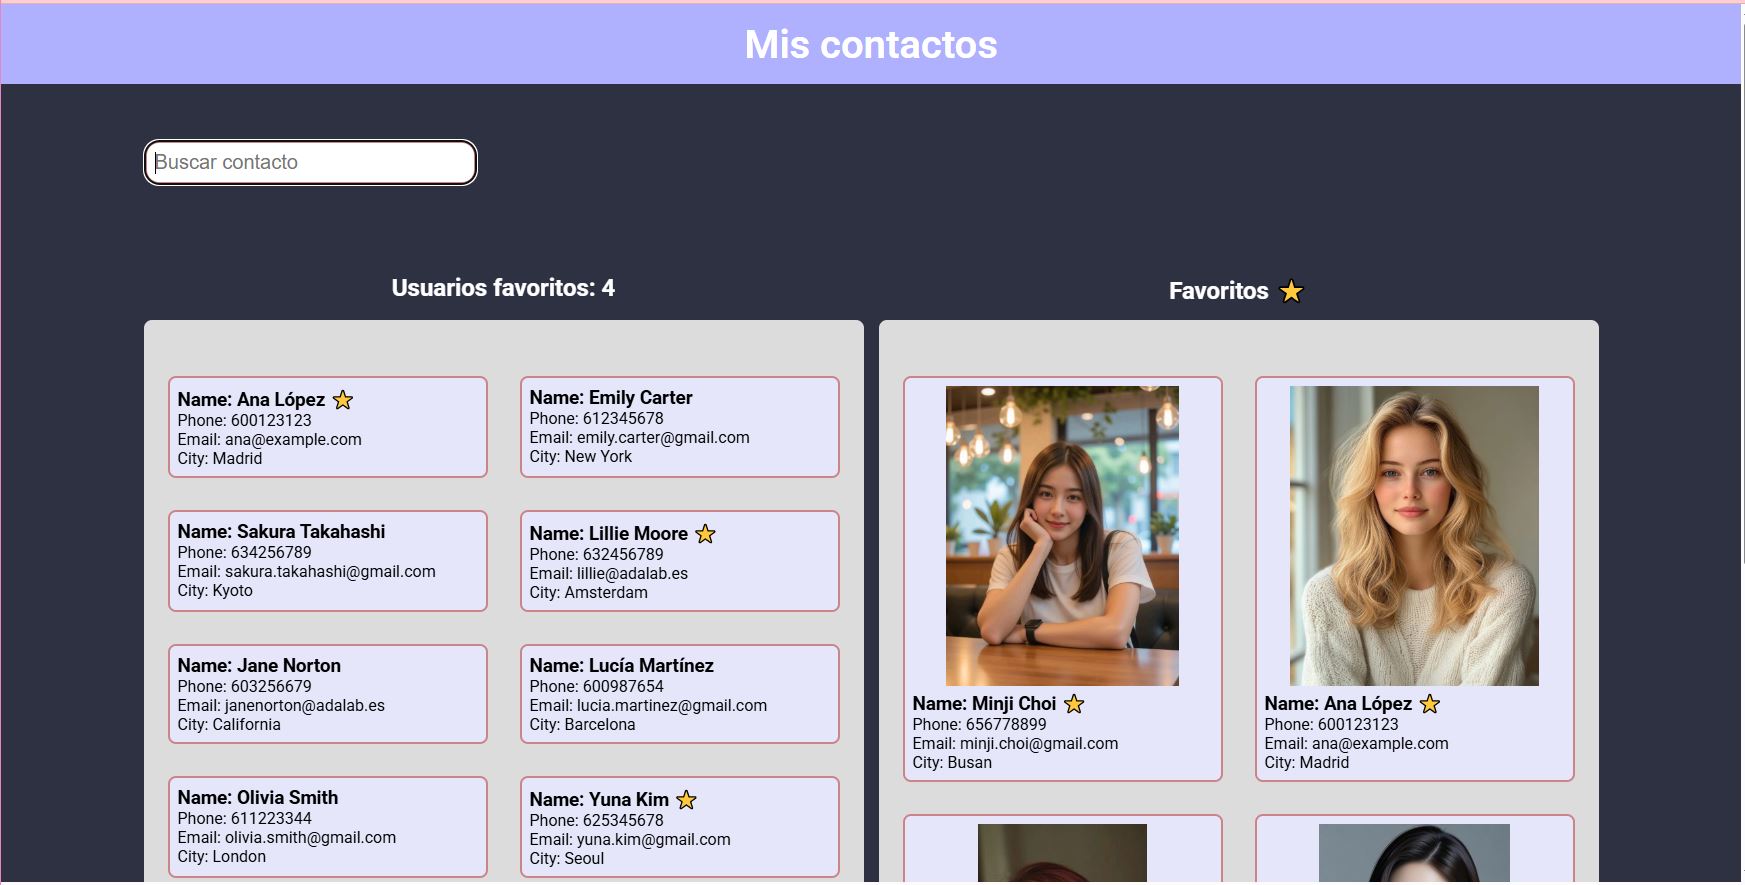 Mis contactos
Buscar contacto
Usuarios favoritos: 4
Name: Ana López
Phone: 600123123
Email: ana@example.com
City: Madrid
Name: Emily Carter
Phone: 612345678
Email: emily.carter@gmail.com
City: New York
Name: Sakura Takahashi
Phone: 634256789
Email: sakura.takahashi@gmail.com
City: Kyoto
Name: Lillie Moore
Phone: 632456789
Email: lillie@adalab.es
City: Amsterdam
Name: Jane Norton
Phone: 603256679
Email: janenorton@adalab.es
City: California
Name: Lucía Martínez
Phone: 600987654
Email: lucia.martinez@gmail.com
City: Barcelona
Name: Olivia Smith
Phone: 611223344
Email: olivia.smith@gmail.com
City: London
Name: Yuna Kim
Phone: 625345678
Email: yuna.kim@gmail.com
City: Seoul
Favoritos
Name: Minji Choi
Phone: 656778899
Email: minji.choi@gmail.com
City: Busan
Name: Ana López
Phone: 600123123
Email: ana@example.com
City: Madrid